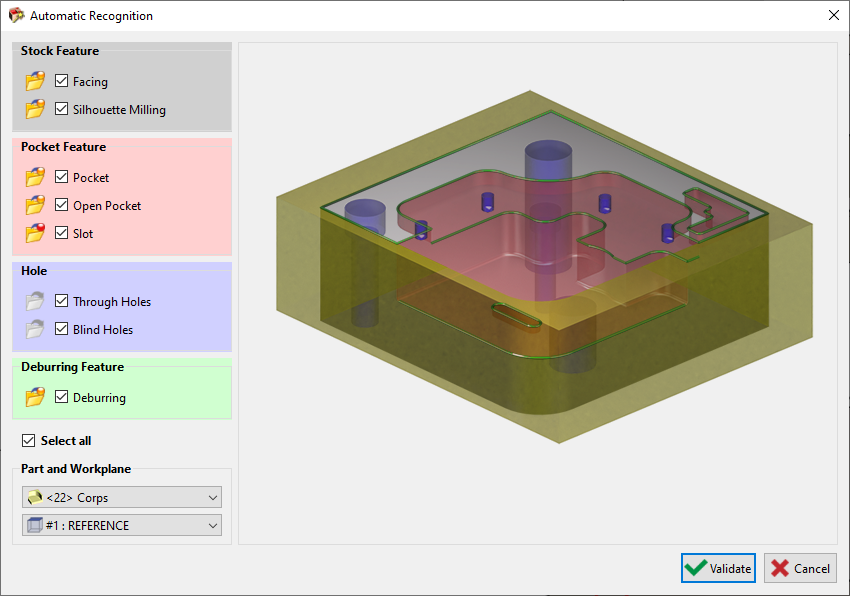 Automatic Recognition
Stock Feature
Facing
Silhouette Milling
Pocket Feature
Pocket
Open Pocket
Slot
Hole
Through Holes
Blind Holes
Deburring Feature
Deburring
Select all
Part and Workplane
<22> Corps
#1 : REFERENCE
Validate
Cancel